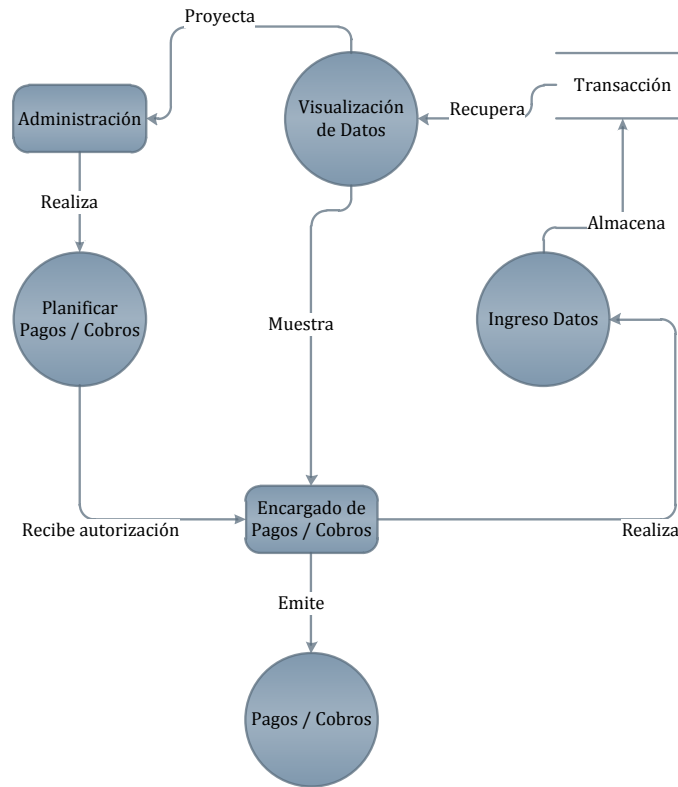 Proyecta
Administración
Visualización
de Datos
Recupera
Transacción
Realiza
Almacena
Planificar
Pagos / Cobros
Ingreso Datos
Muestra
Recibe autorización
Encargado de
Pagos / Cobros
Realiza
Emite
Pagos / Cobros